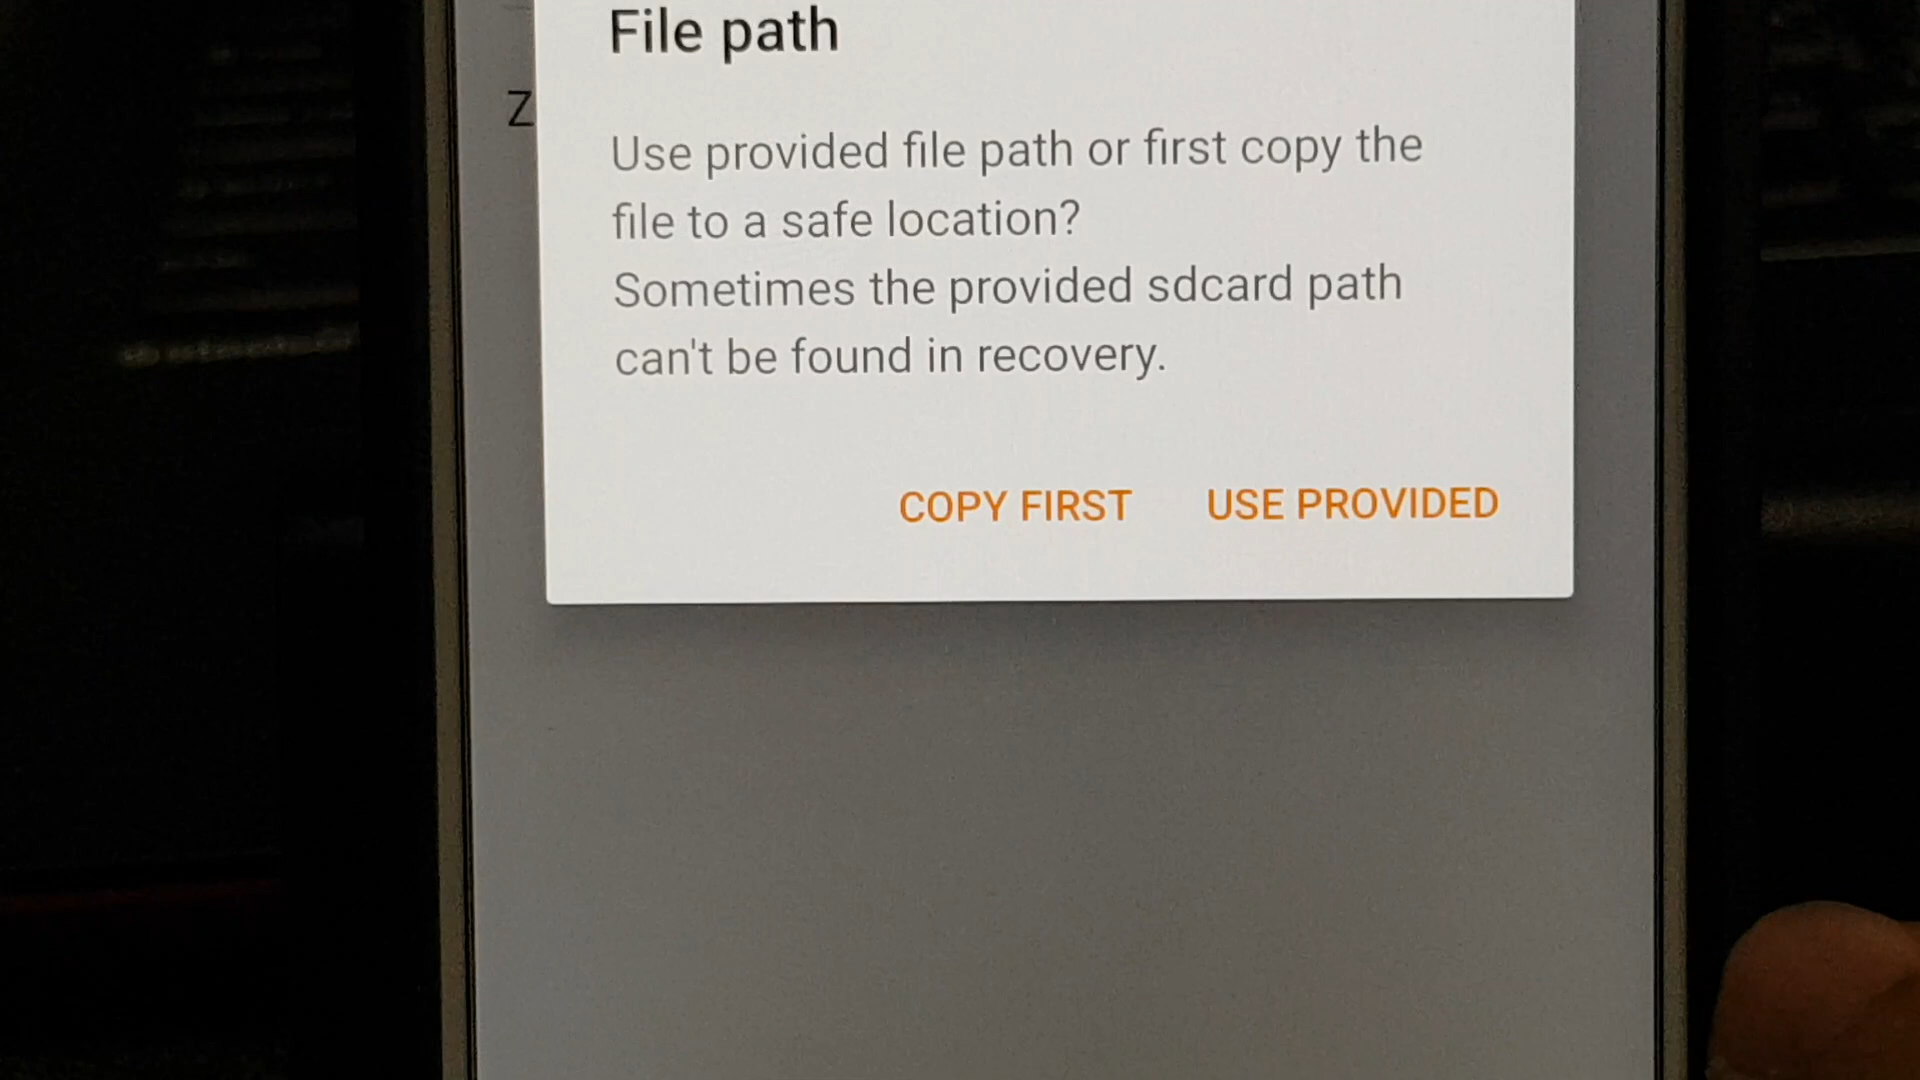 File path
Z
Use provided file path or first copy the
file to a safe location?
Sometimes the provided sdcard path
can't be found in recovery.
COPY FIRST USE PROVIDED